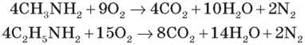 4CH₃NH₂ + 9O₂ → 4CO₂ + 10H₂O + 2N₂
4C₂H₅NH₂ + 15O₂ → 8CO₂ + 14H₂O + 2N₂